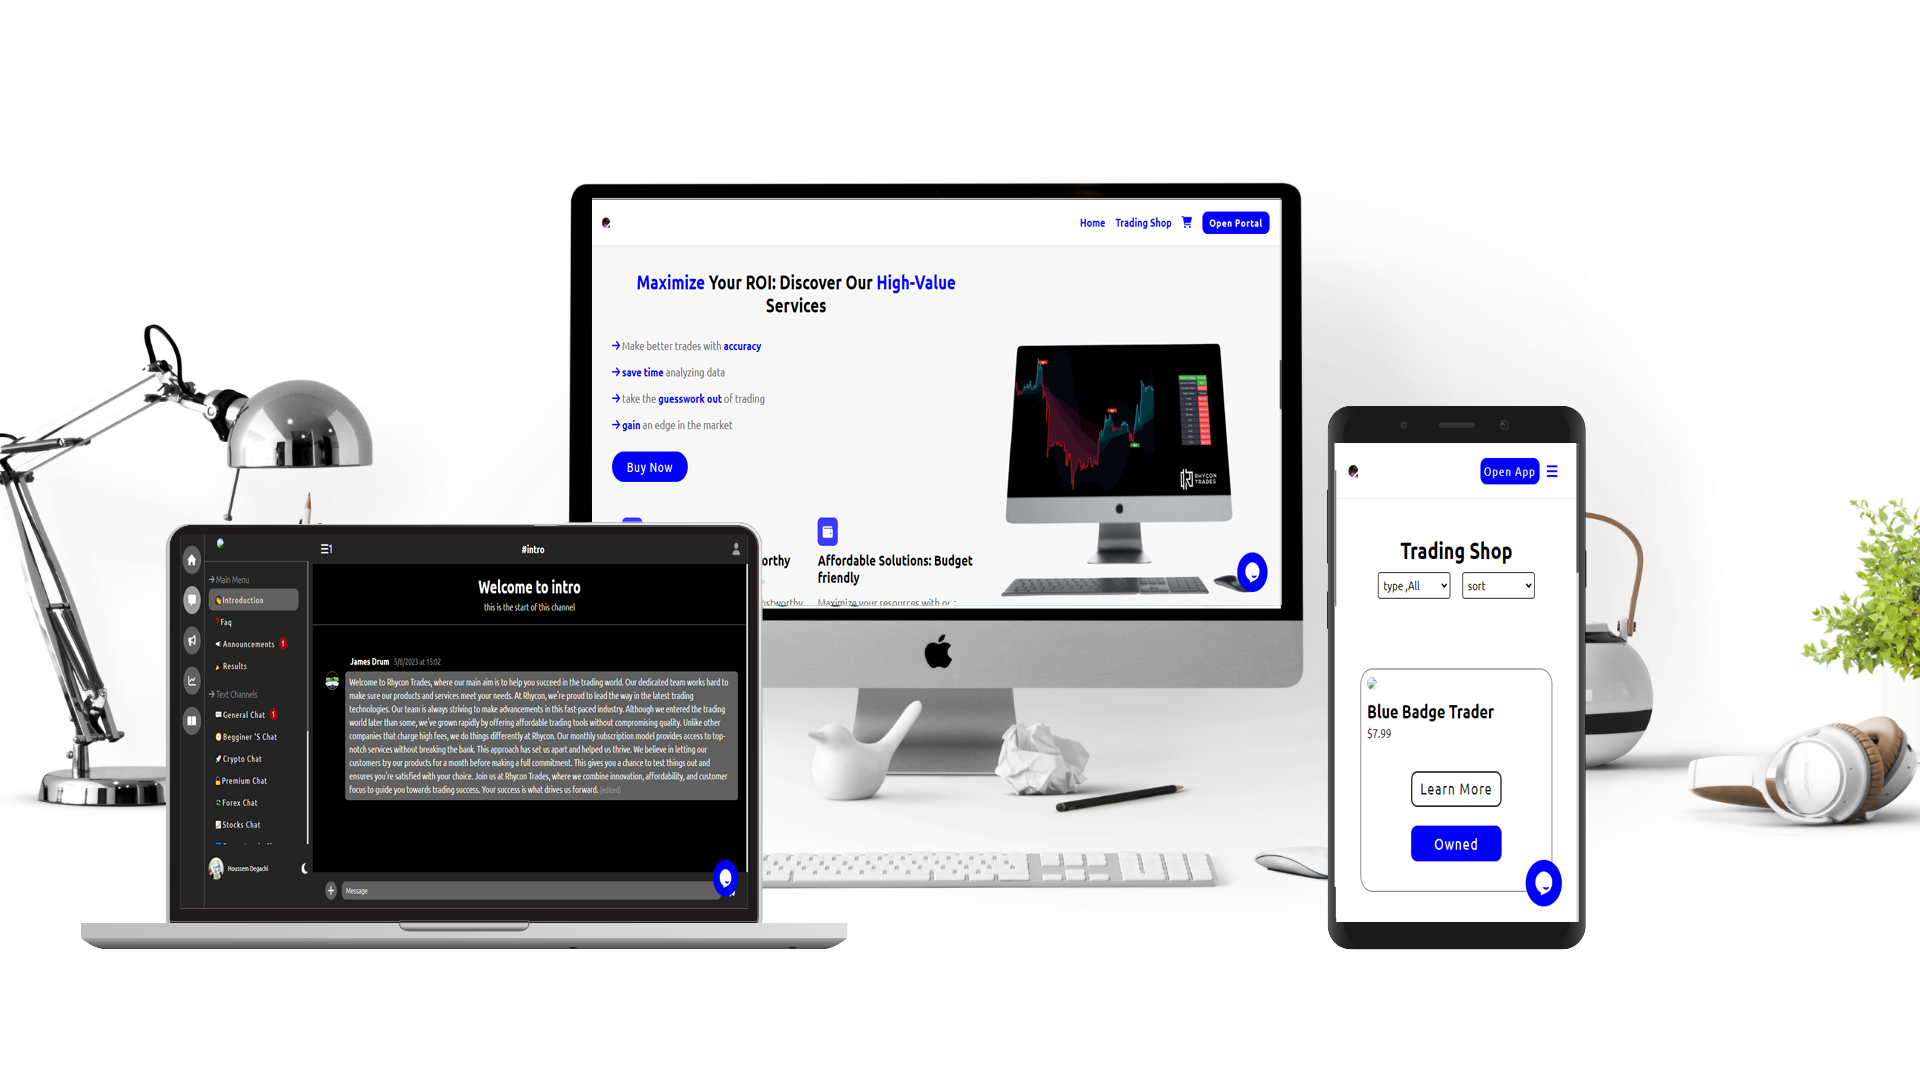 Home Trading Shop Open Portal
Maximize Your ROI: Discover Our High-Value
Services
Make better trades with accuracy
save time analyzing data
take the guesswork out of trading
gain an edge in the market
Buy Now
RHYCON
TRADES
orthy
Affordable Solutions: Budget
friendly
stworthy
Maximize your resources with our
#intro
Main Menu
Introduction
Faq
Announcements 1
Results
Text Channels
General Chat 1
Begginer 'S Chat
Crypto Chat
Premium Chat
Forex Chat
Stocks Chat
Houssem Degachi
Welcome to intro
this is the start of this channel
James Drum 5/8/2023 at 15:02
Welcome to Rhycon Trades, where our main aim is to help you succeed in the trading world. Our dedicated team works hard to
make sure our products and services meet your needs. At Rhycon, we're proud to lead the way in the latest trading
technologies. Our team is always striving to make advancements in this fast-paced industry. Although we entered the trading
world later than some, we've grown rapidly by offering affordable trading tools without compromising quality. Unlike other
companies that charge high fees, we do things differently at Rhycon. Our monthly subscription model provides access to top-
notch services without breaking the bank. This approach has set us apart and helped us thrive. We believe in letting our
customers try our products for a month before making a full commitment. This gives you a chance to test things out and
ensures you're satisfied with your choice. Join us at Rhycon Trades, where we combine innovation, affordability, and customer
focus to guide you towards trading success. Your success is what drives us forward. (edited)
Message
Open App
Trading Shop
type ,All
sort
Blue Badge Trader
$7.99
Learn More
Owned